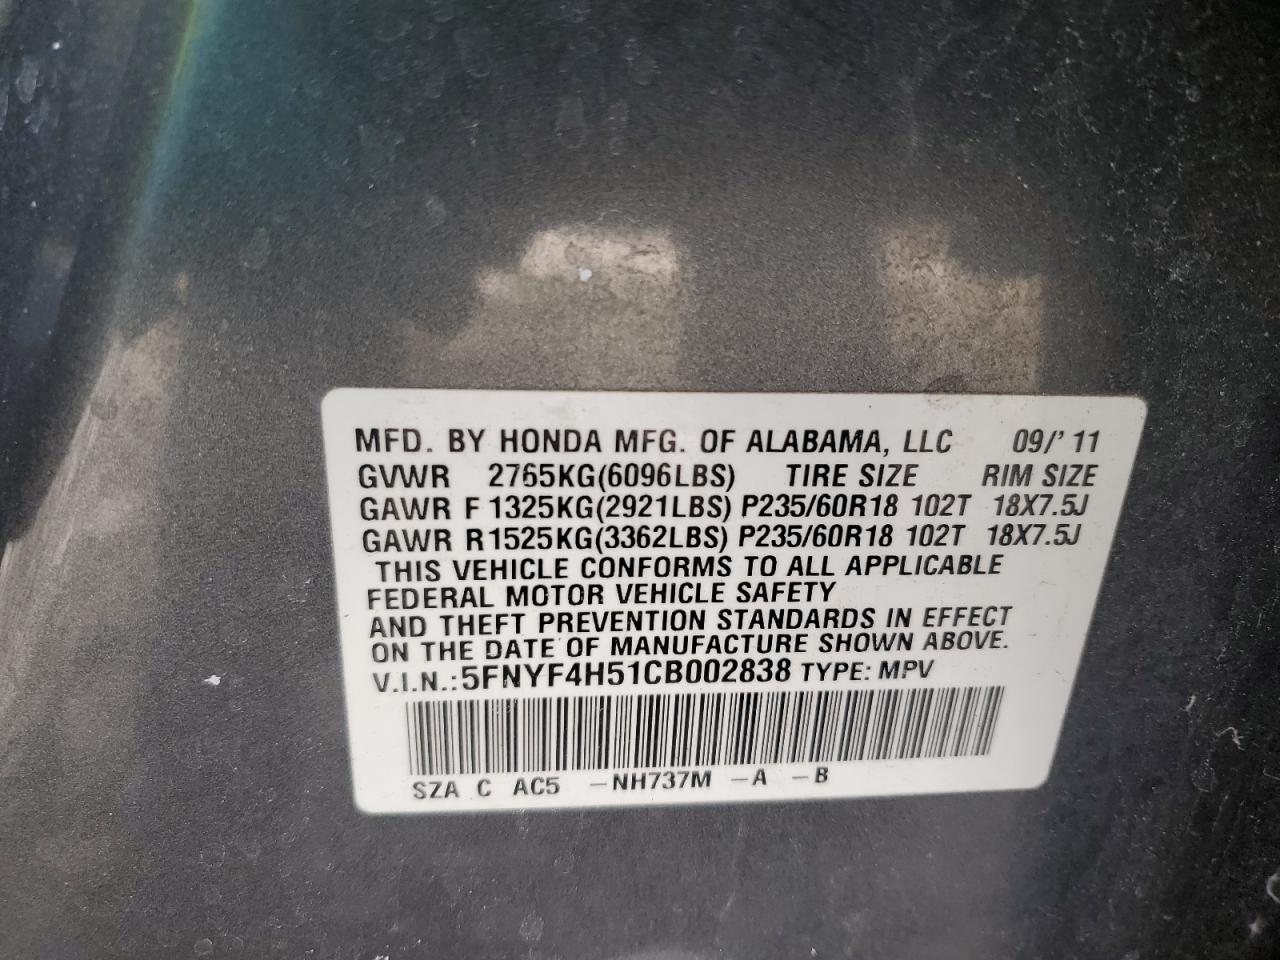 MFD. BY HONDA MFG. OF ALABAMA, LLC 09/'11
GVWR 2765KG(6096LBS) TIRE SIZE RIM SIZE
GAWR F 1325KG(2921LBS) P235/60R18 102T 18X7.5J
GAWR R1525KG(3362LBS) P235/60R18 102T 18X7.5J
THIS VEHICLE CONFORMS TO ALL APPLICABLE
FEDERAL MOTOR VEHICLE SAFETY
AND THEFT PREVENTION STANDARDS IN EFFECT
ON THE DATE OF MANUFACTURE SHOWN ABOVE.
V.I.N.:5FNYF4H51CB002838 TYPE: MPV
SZA C AC5 -NH737M -A -B